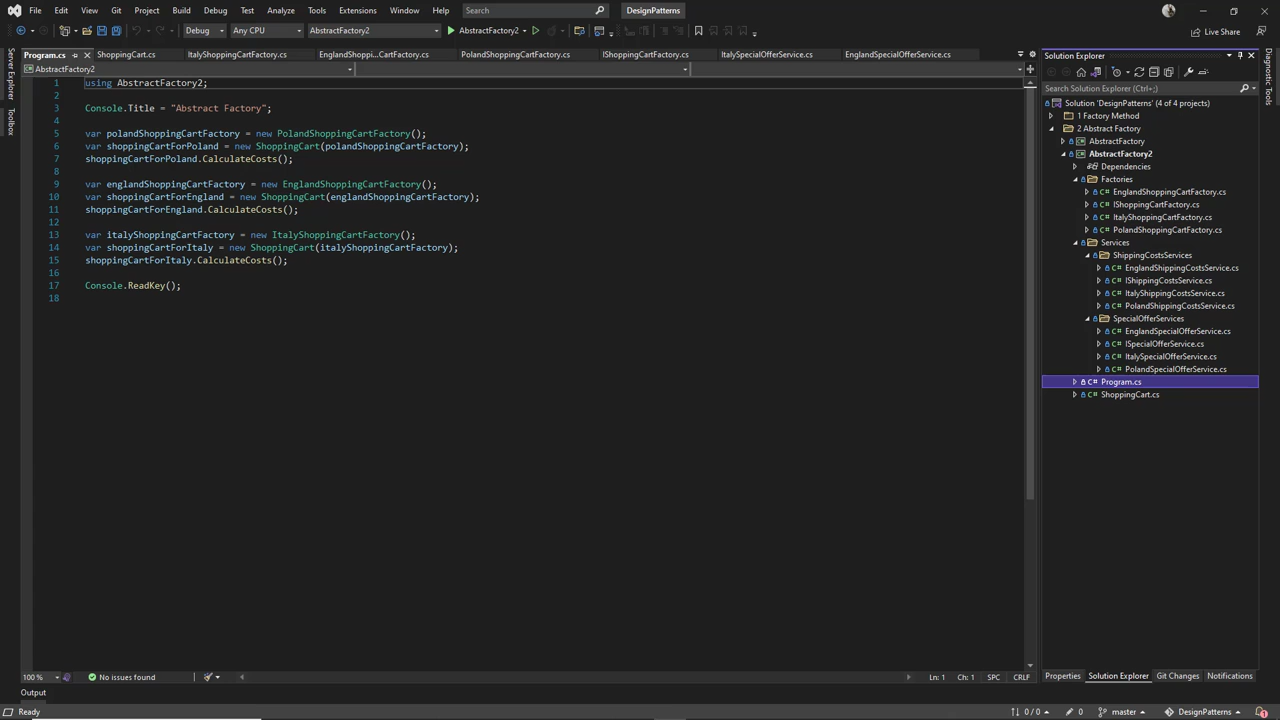 File Edit View Git Project Build Debug Test Analyze Tools Extensions Window Help Search DesignPatterns
Debug Any CPU AbstractFactory2 AbstractFactory2 Live Share
Program.cs ShoppingCart.cs ItalyShoppingCartFactory.cs EnglandShoppi...CartFactory.cs PolandShoppingCartFactory.cs IShoppingCartFactory.cs ItalySpecialOfferService.cs EnglandSpecialOfferService.cs
AbstractFactory2
Server Explorer
Toolbox
1 using AbstractFactory2;
2
3 Console.Title = "Abstract Factory";
4
5 var polandShoppingCartFactory = new PolandShoppingCartFactory();
6 var shoppingCartForPoland = new ShoppingCart(polandShoppingCartFactory);
7 shoppingCartForPoland.CalculateCosts();
8
9 var englandShoppingCartFactory = new EnglandShoppingCartFactory();
10 var shoppingCartForEngland = new ShoppingCart(englandShoppingCartFactory);
11 shoppingCartForEngland.CalculateCosts();
12
13 var italyShoppingCartFactory = new ItalyShoppingCartFactory();
14 var shoppingCartForItaly = new ShoppingCart(italyShoppingCartFactory);
15 shoppingCartForItaly.CalculateCosts();
16
17 Console.ReadKey();
18
Solution Explorer
Search Solution Explorer (Ctrl+;)
Solution 'DesignPatterns' (4 of 4 projects)
1 Factory Method
2 Abstract Factory
C# AbstractFactory
C# AbstractFactory2
Dependencies
Factories
C# EnglandShoppingCartFactory.cs
C# IShoppingCartFactory.cs
C# ItalyShoppingCartFactory.cs
C# PolandShoppingCartFactory.cs
Services
ShippingCostsServices
C# EnglandShippingCostsService.cs
C# IShippingCostsService.cs
C# ItalyShippingCostsService.cs
C# PolandShippingCostsService.cs
SpecialOfferServices
C# EnglandSpecialOfferService.cs
C# ISpecialOfferService.cs
C# ItalySpecialOfferService.cs
C# PolandSpecialOfferService.cs
C# Program.cs
C# ShoppingCart.cs
Diagnostic Tools
100 % No issues found Ln: 1 Ch: 1 SPC CRLF
Properties Solution Explorer Git Changes Notifications
Output
Ready 0 / 0 0 master DesignPatterns 1